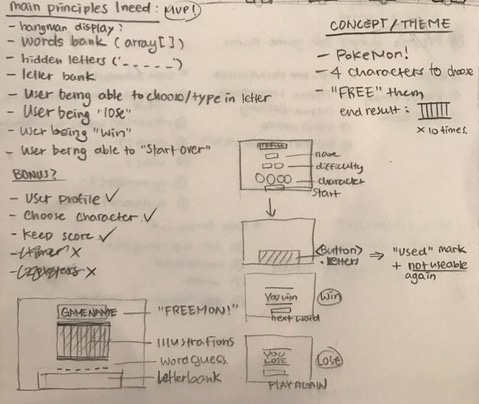 main principles I need: MVP!
- hangman display?
- words bank (array[])
- hidden letters ('- - - - - -')
- letter bank
- User being able to choose/type in letter
- User being "lose"
- User being "win"
- User being able to "Start over"
BONUS?
- User profile ✓
- Choose character ✓
- Keep score ✓
CONCEPT/THEME
- Pokemon!
- 4 characters to choose
- "FREE" them
end result:
x 10 times
name
difficulty
character
start
<button>
letters
"used" mark
+ not useable
again
You win
next word
Win
YOU
LOSE
PLAY AGAIN
Lose
GAMENAME
"FREEMON!"
Illustrations
word guess
letterbank